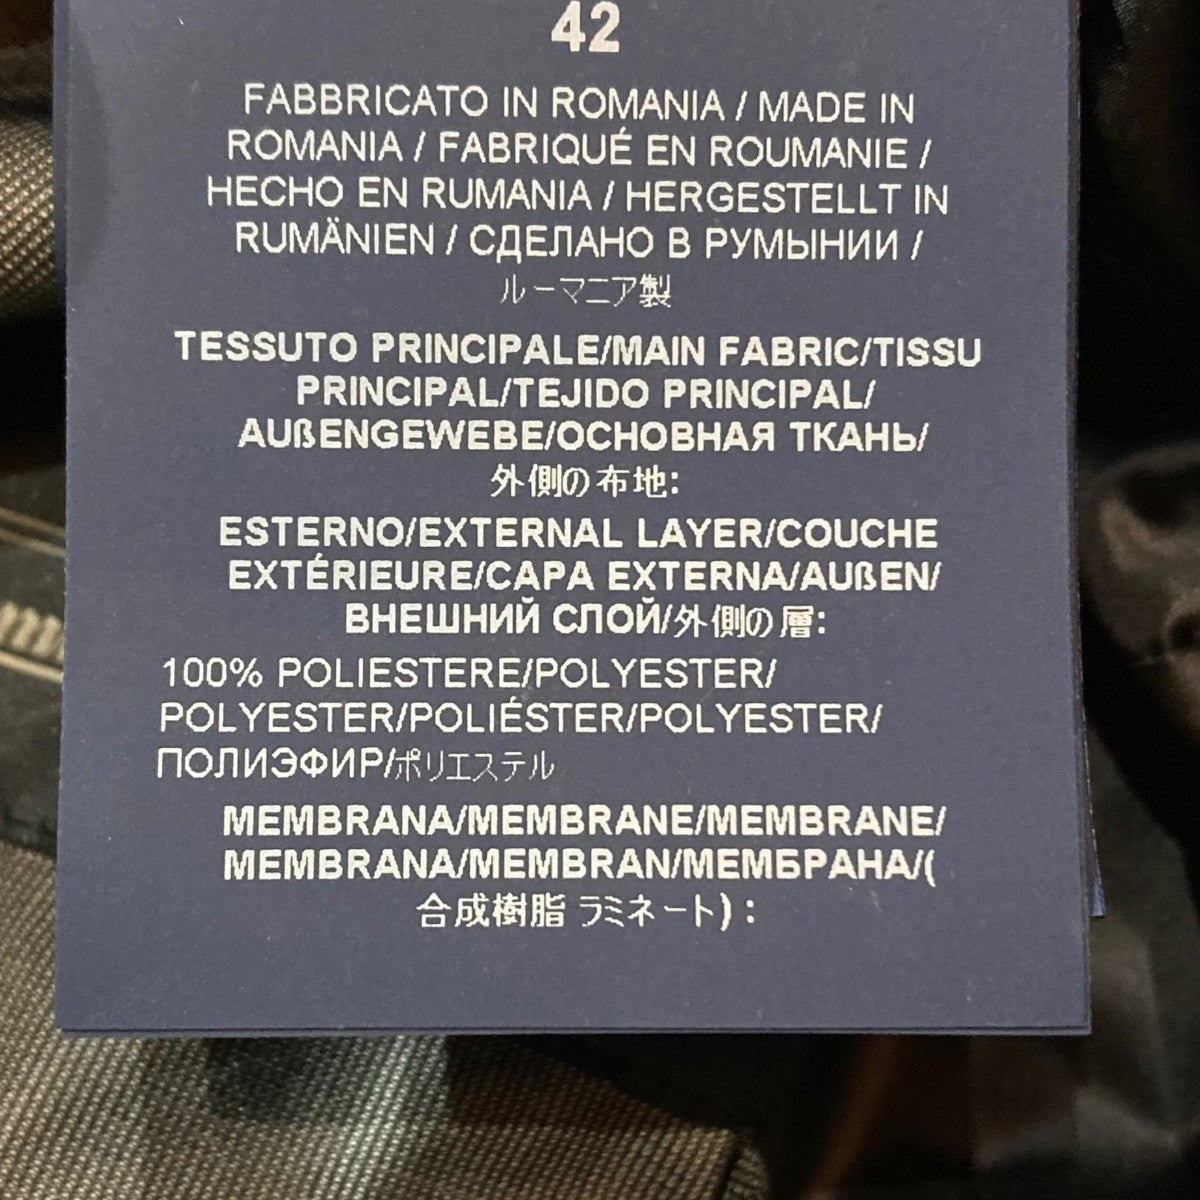 42
FABBRICATO IN ROMANIA / MADE IN
ROMANIA / FABRIQUÉ EN ROUMANIE /
HECHO EN RUMANIA / HERGESTELLT IN
RUMÄNIEN / СДЕЛАНО В РУМЫНИИ /
ルーマニア製
TESSUTO PRINCIPALE/MAIN FABRIC/TISSU
PRINCIPAL/TEJIDO PRINCIPAL/
AUßENGEWEBE/ОСНОВНАЯ ТКАНЬ/
外側の布地:
ESTERNO/EXTERNAL LAYER/COUCHE
EXTÉRIEURE/CAPA EXTERNA/AUßEN/
ВНЕШНИЙ СЛОЙ/外側の層:
100% POLIESTERE/POLYESTER/
POLYESTER/POLIÉSTER/POLYESTER/
ПОЛИЭФИР/ポリエステル
MEMBRANA/MEMBRANE/MEMBRANE/
MEMBRANA/MEMBRAN/МЕМБРАНА/(
合成樹脂 ラミネート) :